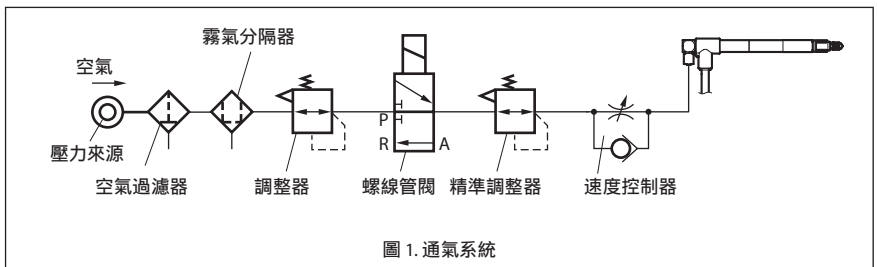 霧氣分隔器
空氣
P
R
A
壓力來源
空氣過濾器
調整器
螺線管閥
精準調整器
速度控制器
圖 1. 通氣系統